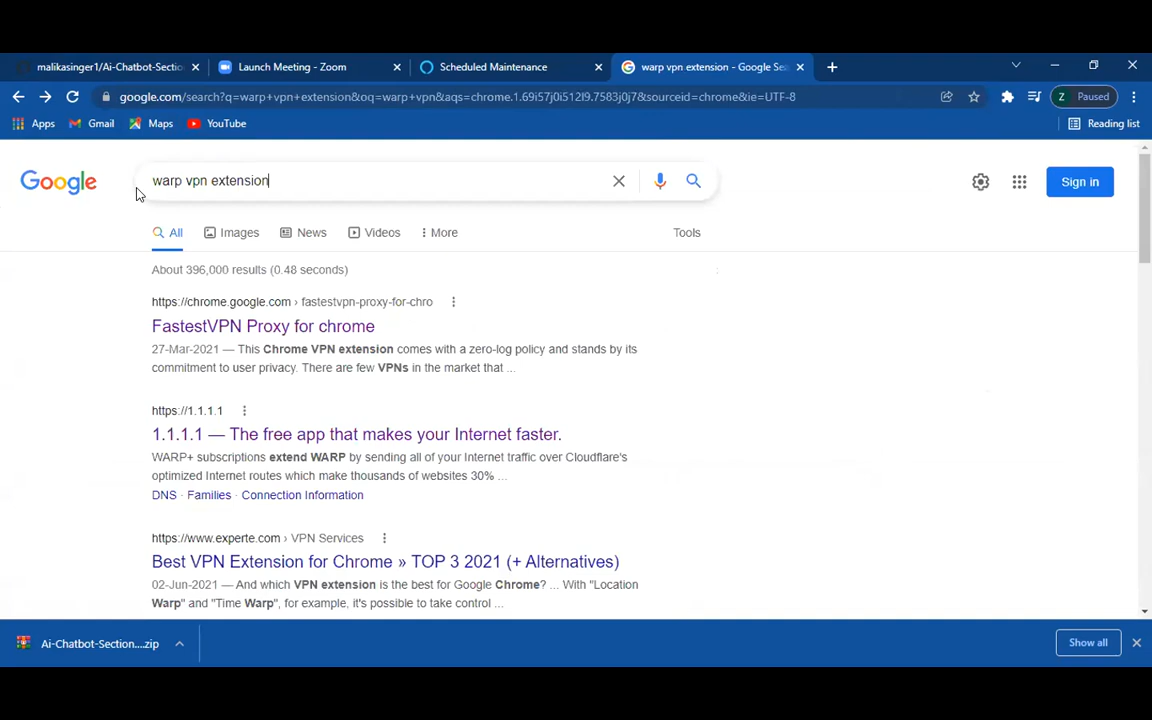 malikasinger1/Ai-Chatbot-Sectio
Launch Meeting - Zoom
Scheduled Maintenance
warp vpn extension - Google Sea
google.com/search?q=warp+vpn+extension&oq=warp+vpn&aqs=chrome.1.69i57j0i512l9.7583j0j7&sourceid=chrome&ie=UTF-8
Z Paused
Apps Gmail Maps YouTube Reading list
Google
warp vpn extension
Sign in
All Images News Videos More Tools
About 396,000 results (0.48 seconds)
https://chrome.google.com › fastestvpn-proxy-for-chro
FastestVPN Proxy for chrome
27-Mar-2021 — This Chrome VPN extension comes with a zero-log policy and stands by its
commitment to user privacy. There are few VPNs in the market that ...
https://1.1.1.1
1.1.1.1 — The free app that makes your Internet faster.
WARP+ subscriptions extend WARP by sending all of your Internet traffic over Cloudflare's
optimized Internet routes which make thousands of websites 30% ...
DNS · Families · Connection Information
https://www.experte.com › VPN Services
Best VPN Extension for Chrome » TOP 3 2021 (+ Alternatives)
02-Jun-2021 — And which VPN extension is the best for Google Chrome? ... With "Location
Warp" and "Time Warp", for example, it's possible to take control ...
Ai-Chatbot-Section....zip
Show all